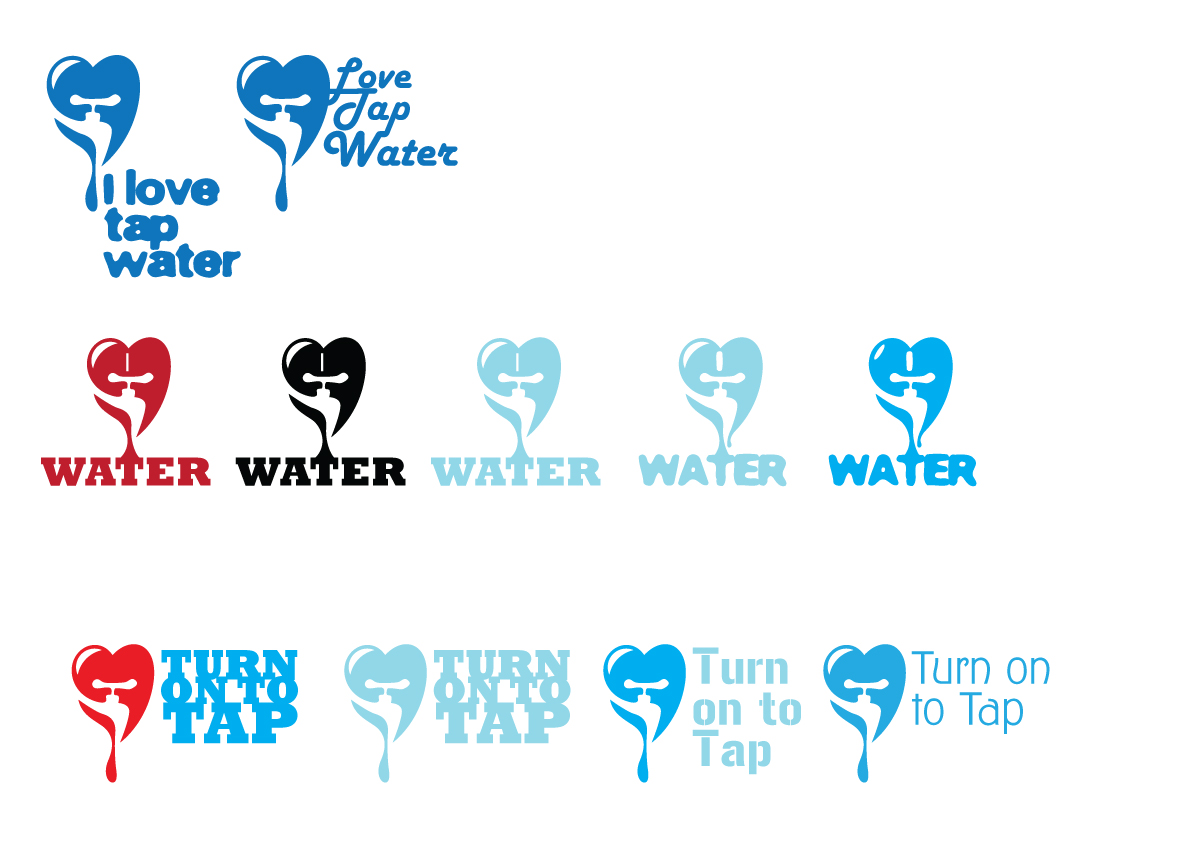 I love
tap
water
Love
Tap
Water
WATER
WATER
WATER
WATER
WATER
TURN
ON TO
TAP
TURN
ON TO
TAP
Turn
on to
Tap
Turn on
to Tap